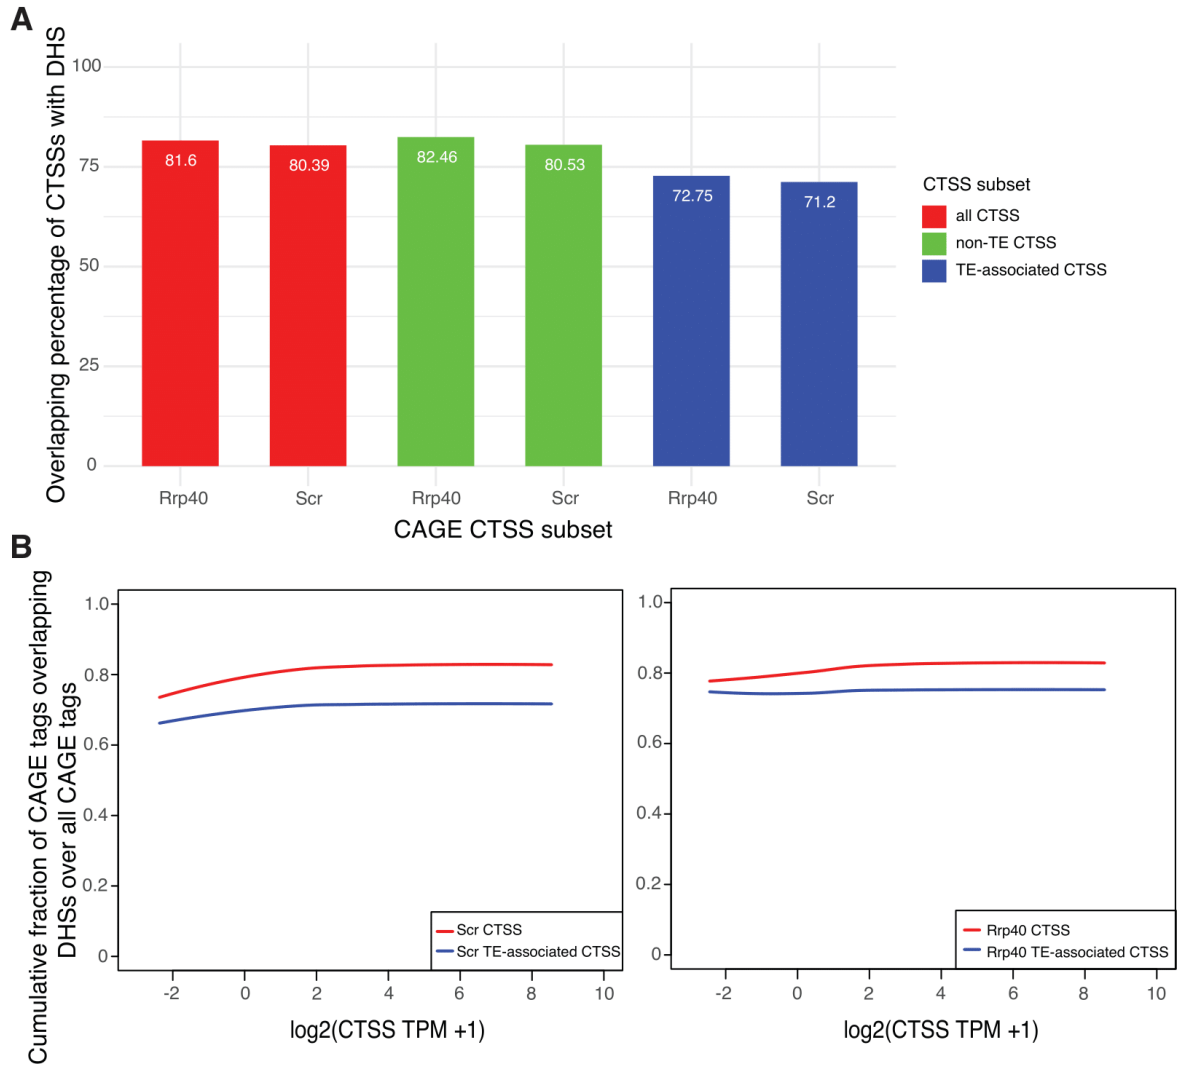 A
Overlapping percentage of CTSSs with DHS
100
75
50
25
0
81.6
80.39
82.46
80.53
72.75
71.2
Rrp40
Scr
Rrp40
Scr
Rrp40
Scr
CAGE CTSS subset
CTSS subset
all CTSS
non-TE CTSS
TE-associated CTSS
B
Cumulative fraction of CAGE tags overlapping
DHSs over all CAGE tags
1.0
0.8
0.6
0.4
0.2
0
Scr CTSS
Scr TE-associated CTSS
-2 0 2 4 6 8 10
log2(CTSS TPM +1)
1.0
0.8
0.6
0.4
0.2
0
Rrp40 CTSS
Rrp40 TE-associated CTSS
-2 0 2 4 6 8 10
log2(CTSS TPM +1)